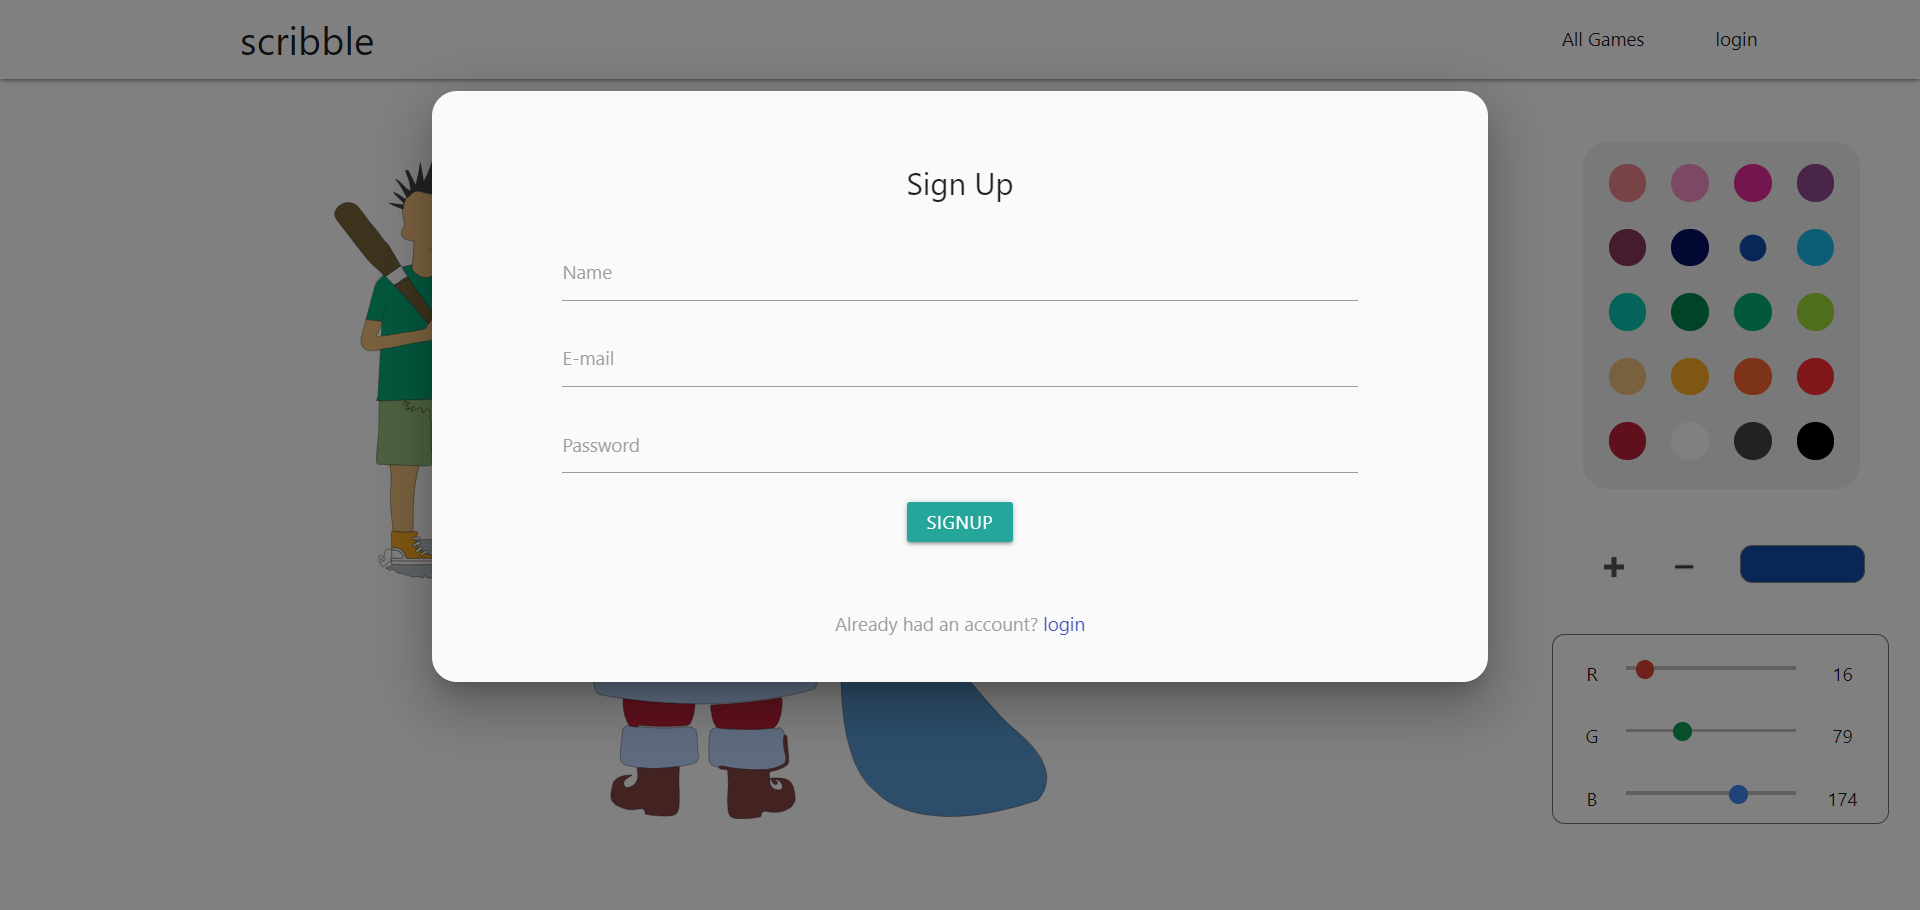 scribble
All Games
login
Sign Up
Name
E-mail
Password
SIGNUP
Already had an account? login
R 16
G 79
B 174